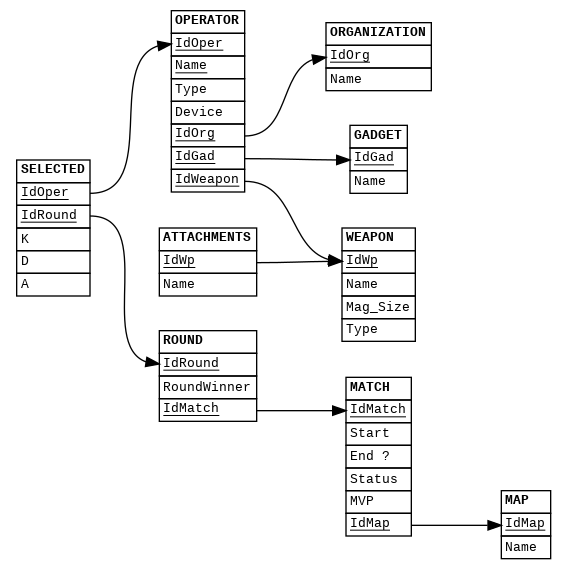 OPERATOR
IdOper
Name
Type
Device
IdOrg
IdGad
IdWeapon
ORGANIZATION
IdOrg
Name
GADGET
IdGad
Name
SELECTED
IdOper
IdRound
K
D
A
ATTACHMENTS
IdWp
Name
WEAPON
IdWp
Name
Mag_Size
Type
ROUND
IdRound
RoundWinner
IdMatch
MATCH
IdMatch
Start
End ?
Status
MVP
IdMap
MAP
IdMap
Name